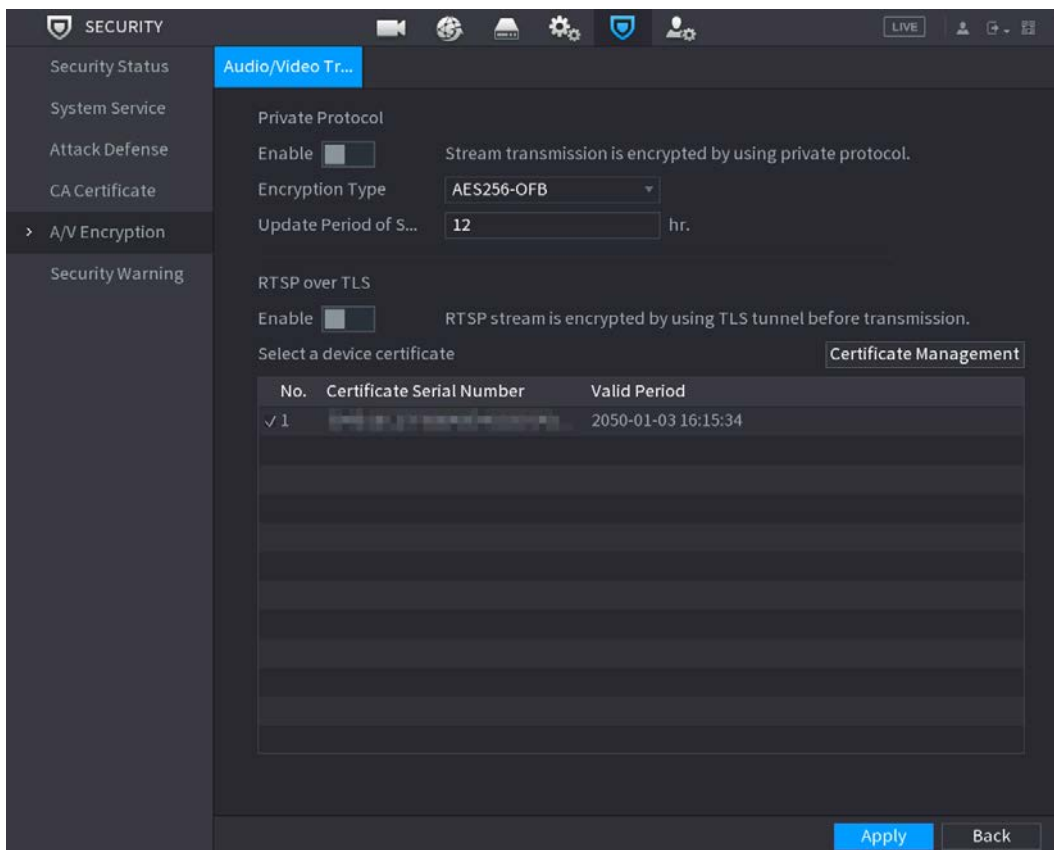 SECURITY
LIVE
Security Status
System Service
Attack Defense
CA Certificate
A/V Encryption
Security Warning
Audio/Video Tr...
Private Protocol
Enable Stream transmission is encrypted by using private protocol.
Encryption Type AES256-OFB
Update Period of S... 12 hr.
RTSP over TLS
Enable RTSP stream is encrypted by using TLS tunnel before transmission.
Select a device certificate Certificate Management
No. Certificate Serial Number Valid Period
1 2050-01-03 16:15:34
Apply Back